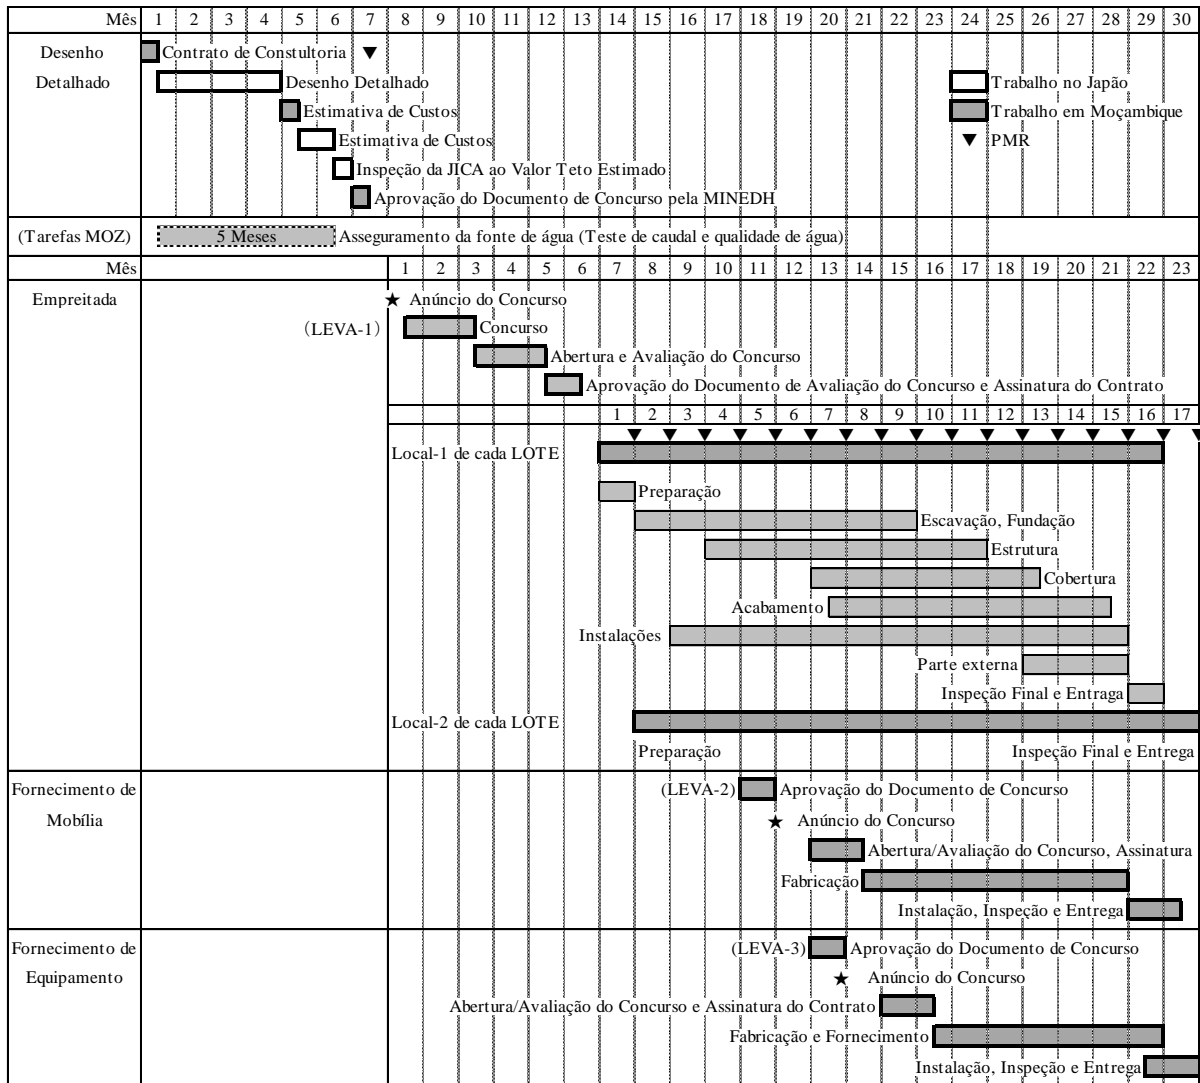 Mês 1 2 3 4 5 6 7 8 9 10 11 12 13 14 15 16 17 18 19 20 21 22 23 24 25 26 27 28 29 30
Desenho Contrato de Constultoria ▼
Detalhado Desenho Detalhado Trabalho no Japão
Estimativa de Custos Trabalho em Moçambique
Estimativa de Custos ▼ PMR
Inspeção da JICA ao Valor Teto Estimado
Aprovação do Documento de Concurso pela MINEDH
(Tarefas MOZ) 5 Meses Asseguramento da fonte de água (Teste de caudal e qualidade de água)
Mês 1 2 3 4 5 6 7 8 9 10 11 12 13 14 15 16 17 18 19 20 21 22 23
Empreitada ★ Anúncio do Concurso
(LEVA-1) Concurso
Abertura e Avaliação do Concurso
Aprovação do Documento de Avaliação do Concurso e Assinatura do Contrato
1 2 3 4 5 6 7 8 9 10 11 12 13 14 15 16 17
Local-1 de cada LOTE
Preparação
Escavação, Fundação
Estrutura
Cobertura
Acabamento
Instalações
Parte externa
Inspeção Final e Entraga
Local-2 de cada LOTE
Preparação Inspeção Final e Entrega
Fornecimento de (LEVA-2) Aprovação do Documento de Concurso
Mobília ★ Anúncio do Concurso
Abertura/Avaliação do Concurso, Assinatura
Fabricação
Instalação, Inspeção e Entrega
Fornecimento de (LEVA-3) Aprovação do Documento de Concurso
Equipamento ★ Anúncio do Concurso
Abertura/Avaliação do Concurso e Assinatura do Contrato
Fabricação e Fornecimento
Instalação, Inspeção e Entrega